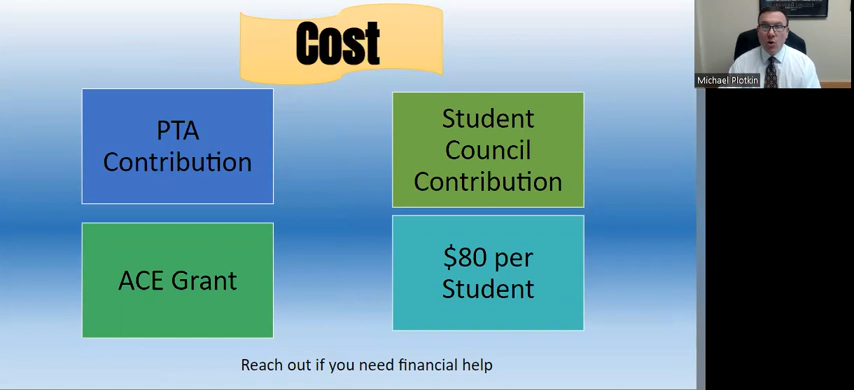 Cost
Michael Plotkin
PTA
Contribution
Student
Council
Contribution
ACE Grant
$80 per
Student
Reach out if you need financial help